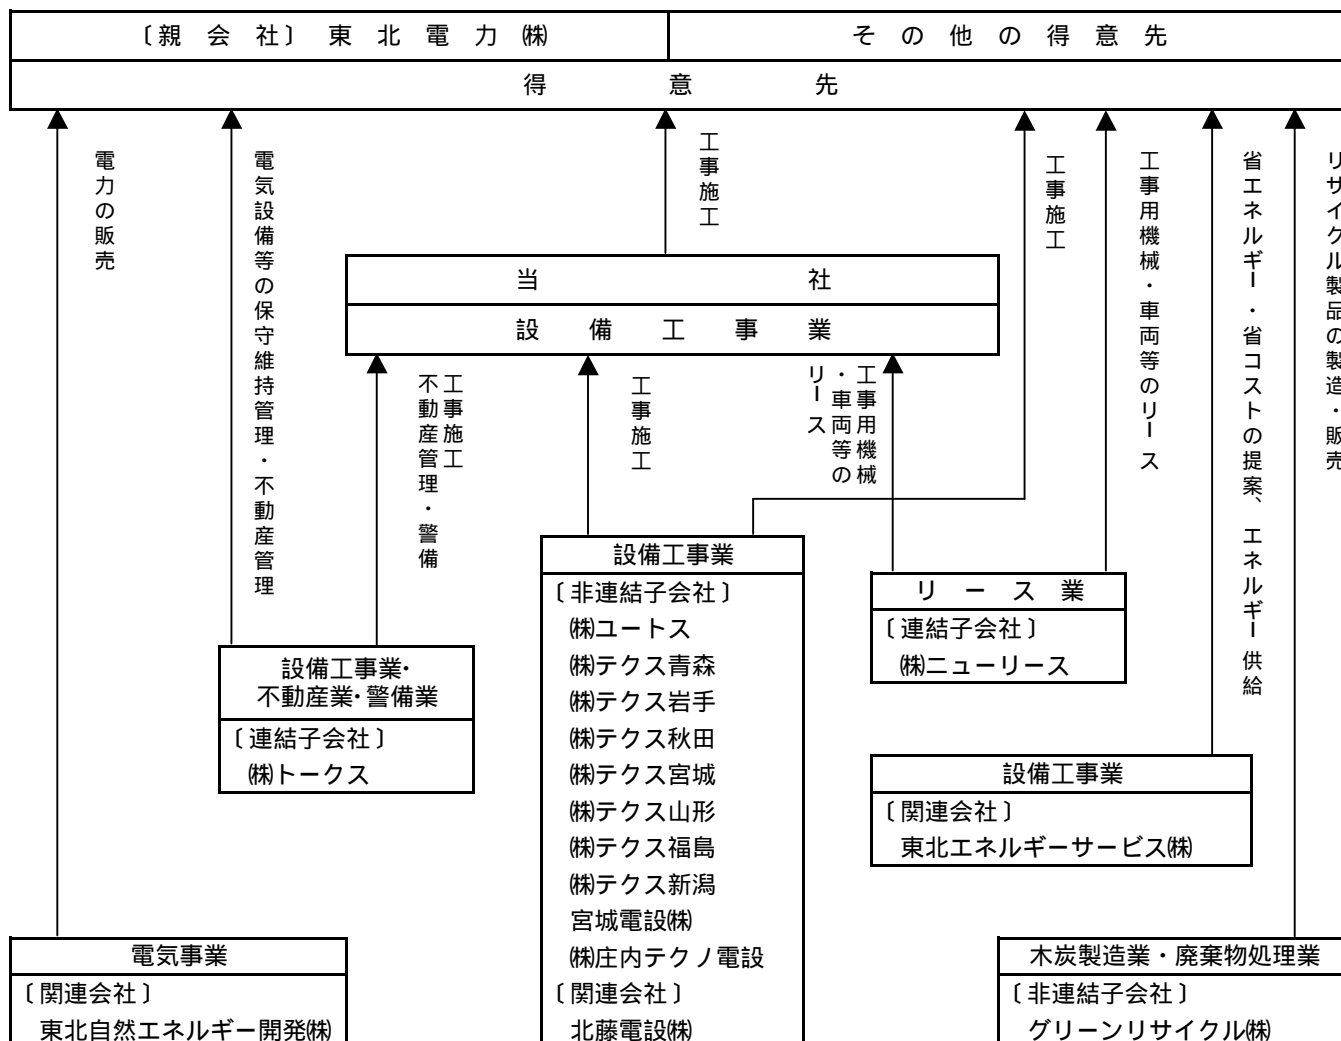 〔親会社〕東北電力㈱
その他の得意先
得意先
電力の販売
電気設備等の保守維持管理・不動産管理
工事施工
工事施工
工事用機械・車両等のリース
省エネルギー・省コストの提案、エネルギー供給
リサイクル製品の製造・販売
当社
設備工事業
工事施工
不動産管理・警備
工事施工
工事用機械
・車両等の
リース
設備工事業・
不動産業・警備業
〔連結子会社〕
㈱トークス
設備工事業
〔非連結子会社〕
㈱ユートス
㈱テクス青森
㈱テクス岩手
㈱テクス秋田
㈱テクス宮城
㈱テクス山形
㈱テクス福島
㈱テクス新潟
宮城電設㈱
㈱庄内テクノ電設
〔関連会社〕
北藤電設㈱
リース業
〔連結子会社〕
㈱ニューリース
設備工事業
〔関連会社〕
東北エネルギーサービス㈱
電気事業
〔関連会社〕
東北自然エネルギー開発㈱
木炭製造業・廃棄物処理業
〔非連結子会社〕
グリーンリサイクル㈱